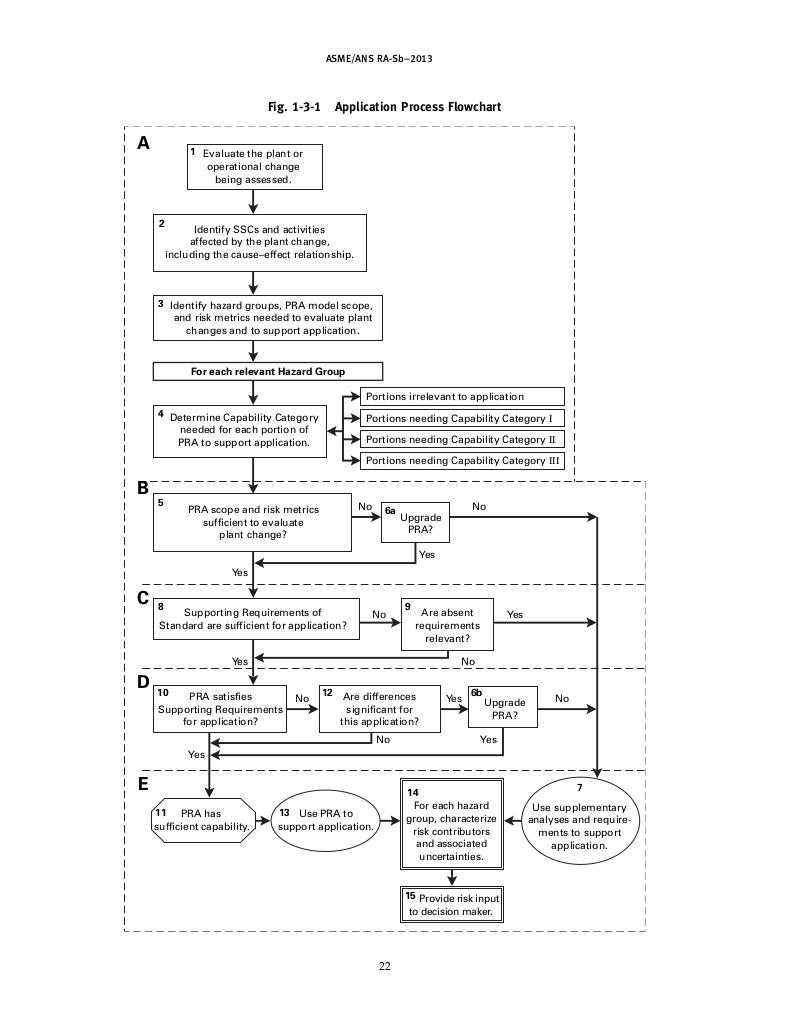 ASME/ANS RA-Sb–2013
Fig. 1-3-1 Application Process Flowchart
A
1 Evaluate the plant or
operational change
being assessed.
2
Identify SSCs and activities
affected by the plant change,
including the cause–effect relationship.
3 Identify hazard groups, PRA model scope,
and risk metrics needed to evaluate plant
changes and to support application.
For each relevant Hazard Group
4 Determine Capability Category
needed for each portion of
PRA to support application.
Portions irrelevant to application
Portions needing Capability Category I
Portions needing Capability Category II
Portions needing Capability Category III
B
5
PRA scope and risk metrics
sufficient to evaluate
plant change?
No
6a
Upgrade
PRA?
No
Yes
Yes
C
8
Supporting Requirements of
Standard are sufficient for application?
No
9
Are absent
requirements
relevant?
Yes
No
Yes
D
10
PRA satisfies
Supporting Requirements
for application?
No
12
Are differences
significant for
this application?
Yes
6b
Upgrade
PRA?
No
No
Yes
Yes
E
11 PRA has
sufficient capability.
13 Use PRA to
support application.
14
For each hazard
group, characterize
risk contributors
and associated
uncertainties.
7
Use supplementary
analyses and require-
ments to support
application.
15 Provide risk input
to decision maker.
22